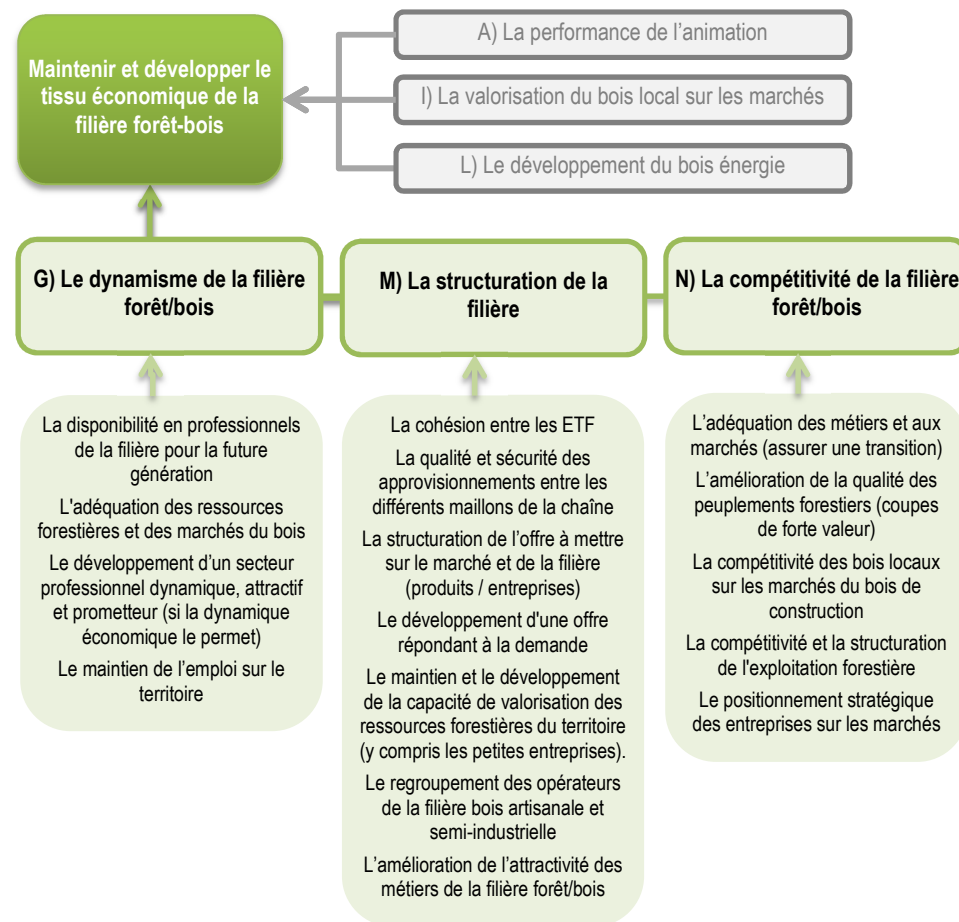 Maintenir et développer le
tissu économique de la
filière forêt-bois
A) La performance de l'animation
I) La valorisation du bois local sur les marchés
L) Le développement du bois énergie
G) Le dynamisme de la filière
forêt/bois
M) La structuration de la
filière
N) La compétitivité de la filière
forêt/bois
La disponibilité en professionnels
de la filière pour la future
génération
L'adéquation des ressources
forestières et des marchés du bois
Le développement d'un secteur
professionnel dynamique, attractif
et prometteur (si la dynamique
économique le permet)
Le maintien de l'emploi sur le
territoire
La cohésion entre les ETF
La qualité et sécurité des
approvisionnements entre les
différents maillons de la chaîne
La structuration de l'offre à mettre
sur le marché et de la filière
(produits / entreprises)
Le développement d'une offre
répondant à la demande
Le maintien et le développement
de la capacité de valorisation des
ressources forestières du territoire
(y compris les petites entreprises).
Le regroupement des opérateurs
de la filière bois artisanale et
semi-industrielle
L'amélioration de l'attractivité des
métiers de la filière forêt/bois
L'adéquation des métiers et aux
marchés (assurer une transition)
L'amélioration de la qualité des
peuplements forestiers (coupes
de forte valeur)
La compétitivité des bois locaux
sur les marchés du bois de
construction
La compétitivité et la structuration
de l'exploitation forestière
Le positionnement stratégique
des entreprises sur les marchés